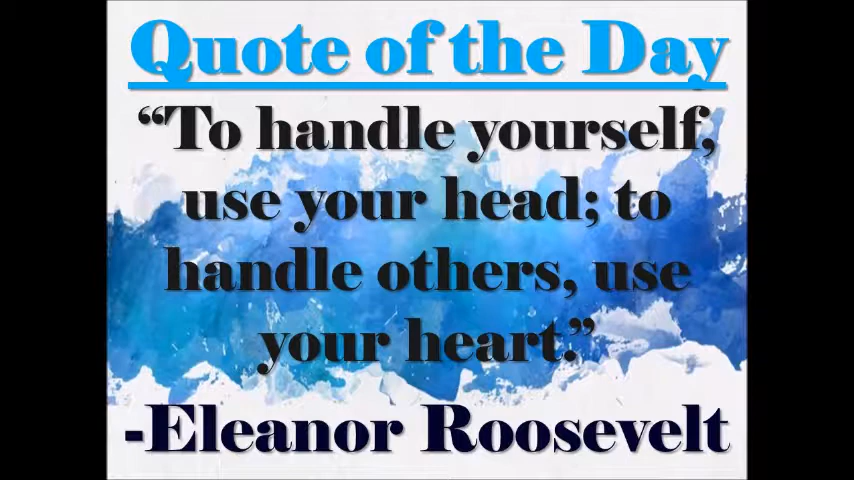 Quote of the Day
“To handle yourself,
use your head; to
handle others, use
your heart.”
-Eleanor Roosevelt